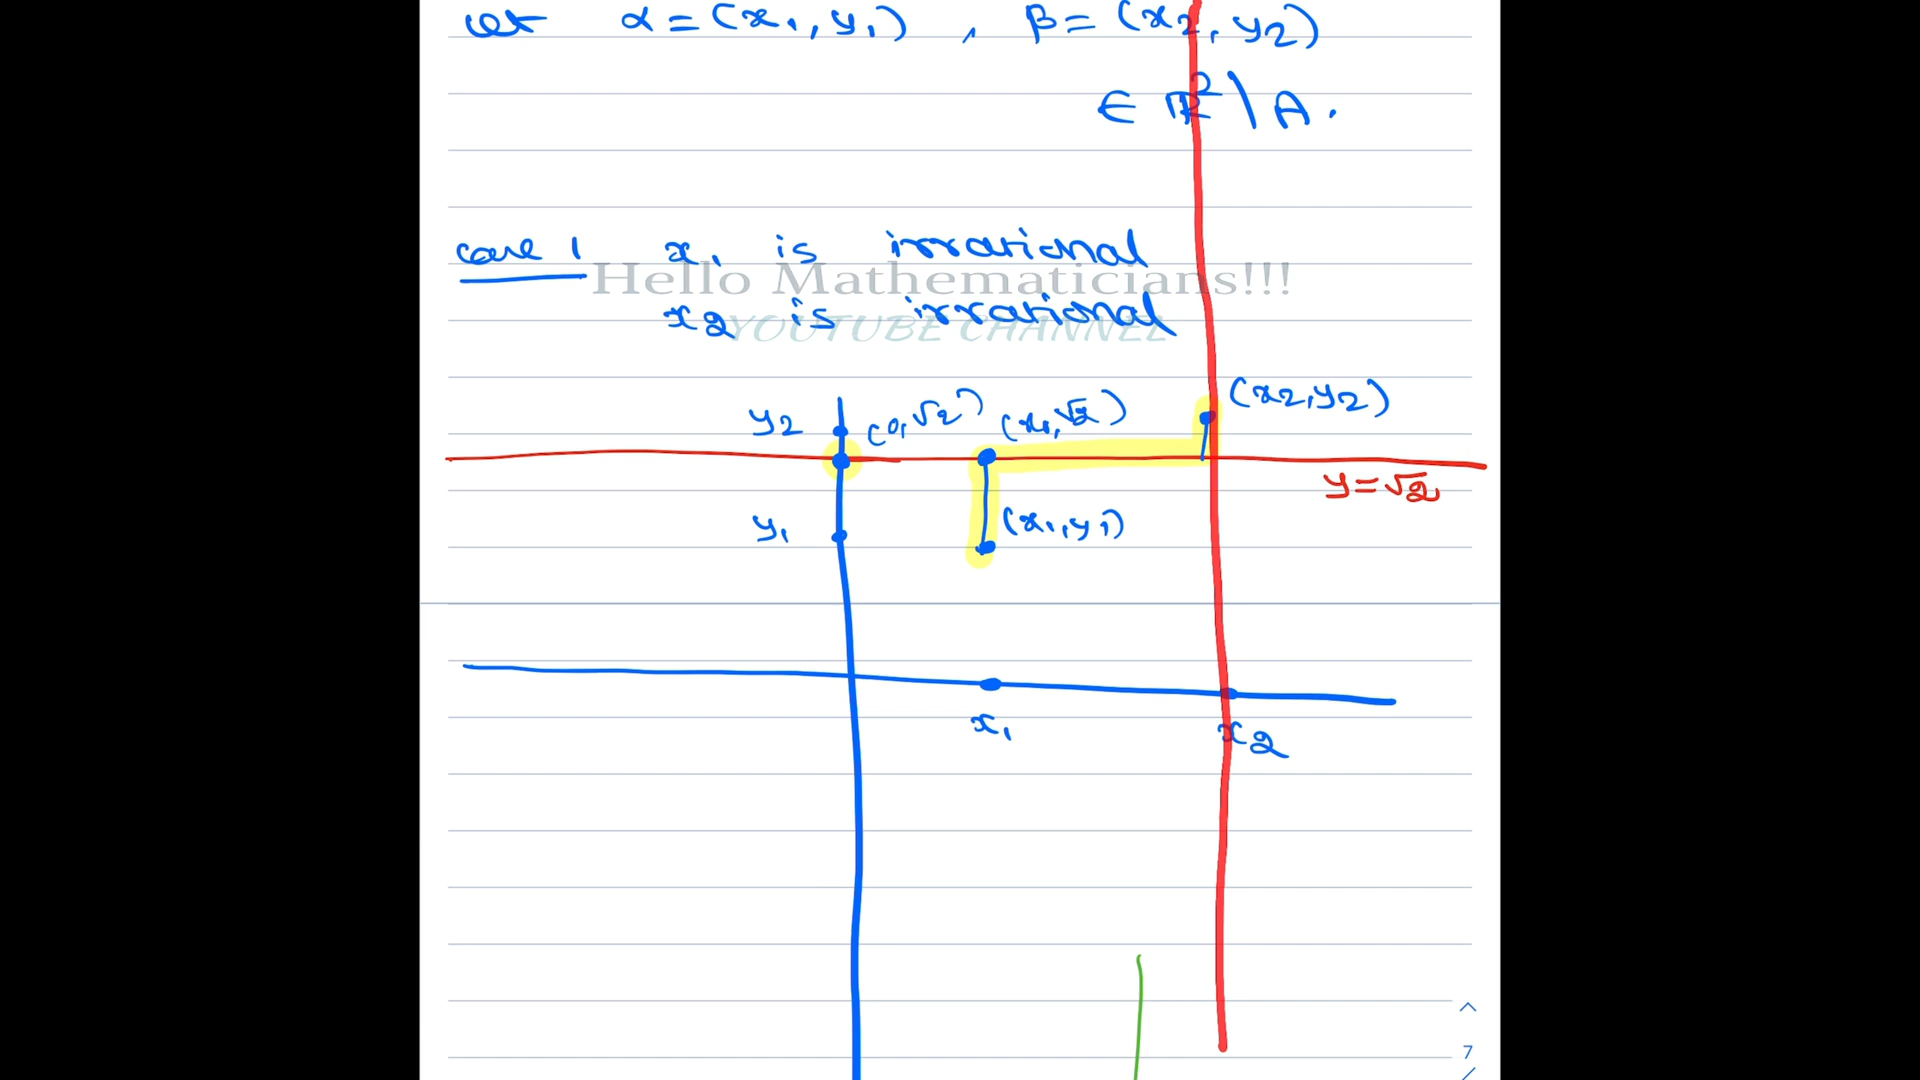 let α = (x₁, y₁) , β = (x₂, y₂)
∈ ℝ² \ A .
case 1 x₁ is irrational
Hello Mathematicians!!!
x₂ is irrational
YOUTUBE CHANNEL
y₂ (0, √2) (x₁, √2) (x₂, y₂)
y = √2
y₁ (x₁, y₁)
x₁ x₂
7